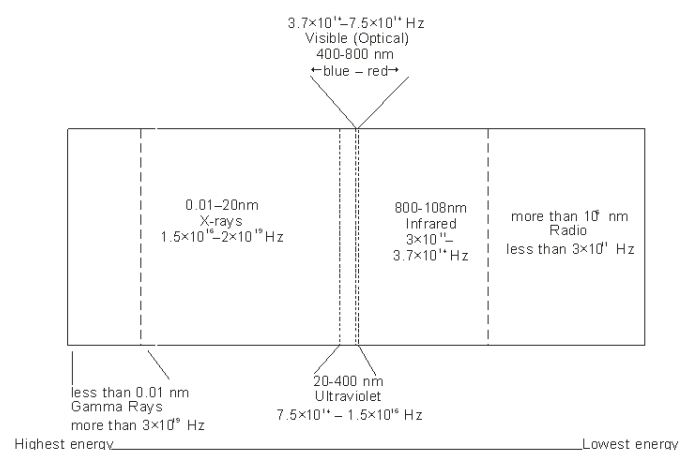 3.7×10¹⁴–7.5×10¹⁴ Hz
Visible (Optical)
400-800 nm
←blue – red→
0.01–20nm
X-rays
1.5×10¹⁶–2×10¹⁹ Hz
800-108nm
Infrared
3×10¹¹–
3.7×10¹⁴ Hz
more than 10⁶ nm
Radio
less than 3×10¹¹ Hz
less than 0.01 nm
Gamma Rays
more than 3×10¹⁹ Hz
20-400 nm
Ultraviolet
7.5×10¹⁴ – 1.5×10¹⁶ Hz
Highest energy
Lowest energy